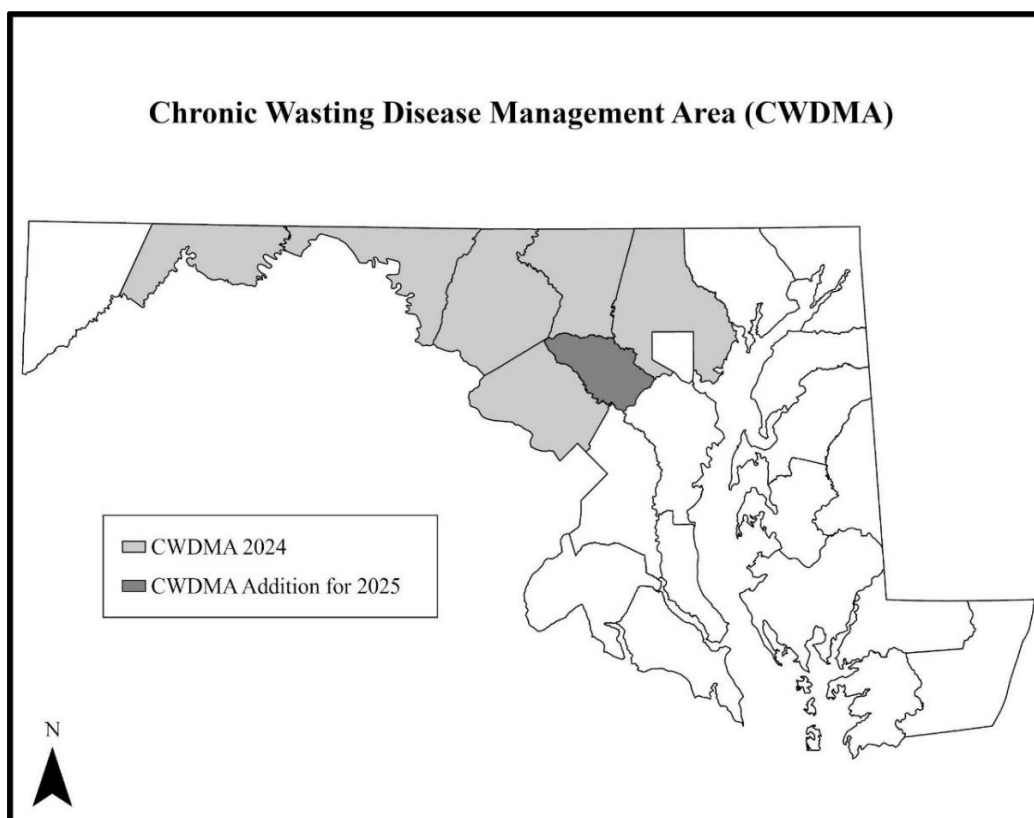 Chronic Wasting Disease Management Area (CWDMA)
CWDMA 2024
CWDMA Addition for 2025
N